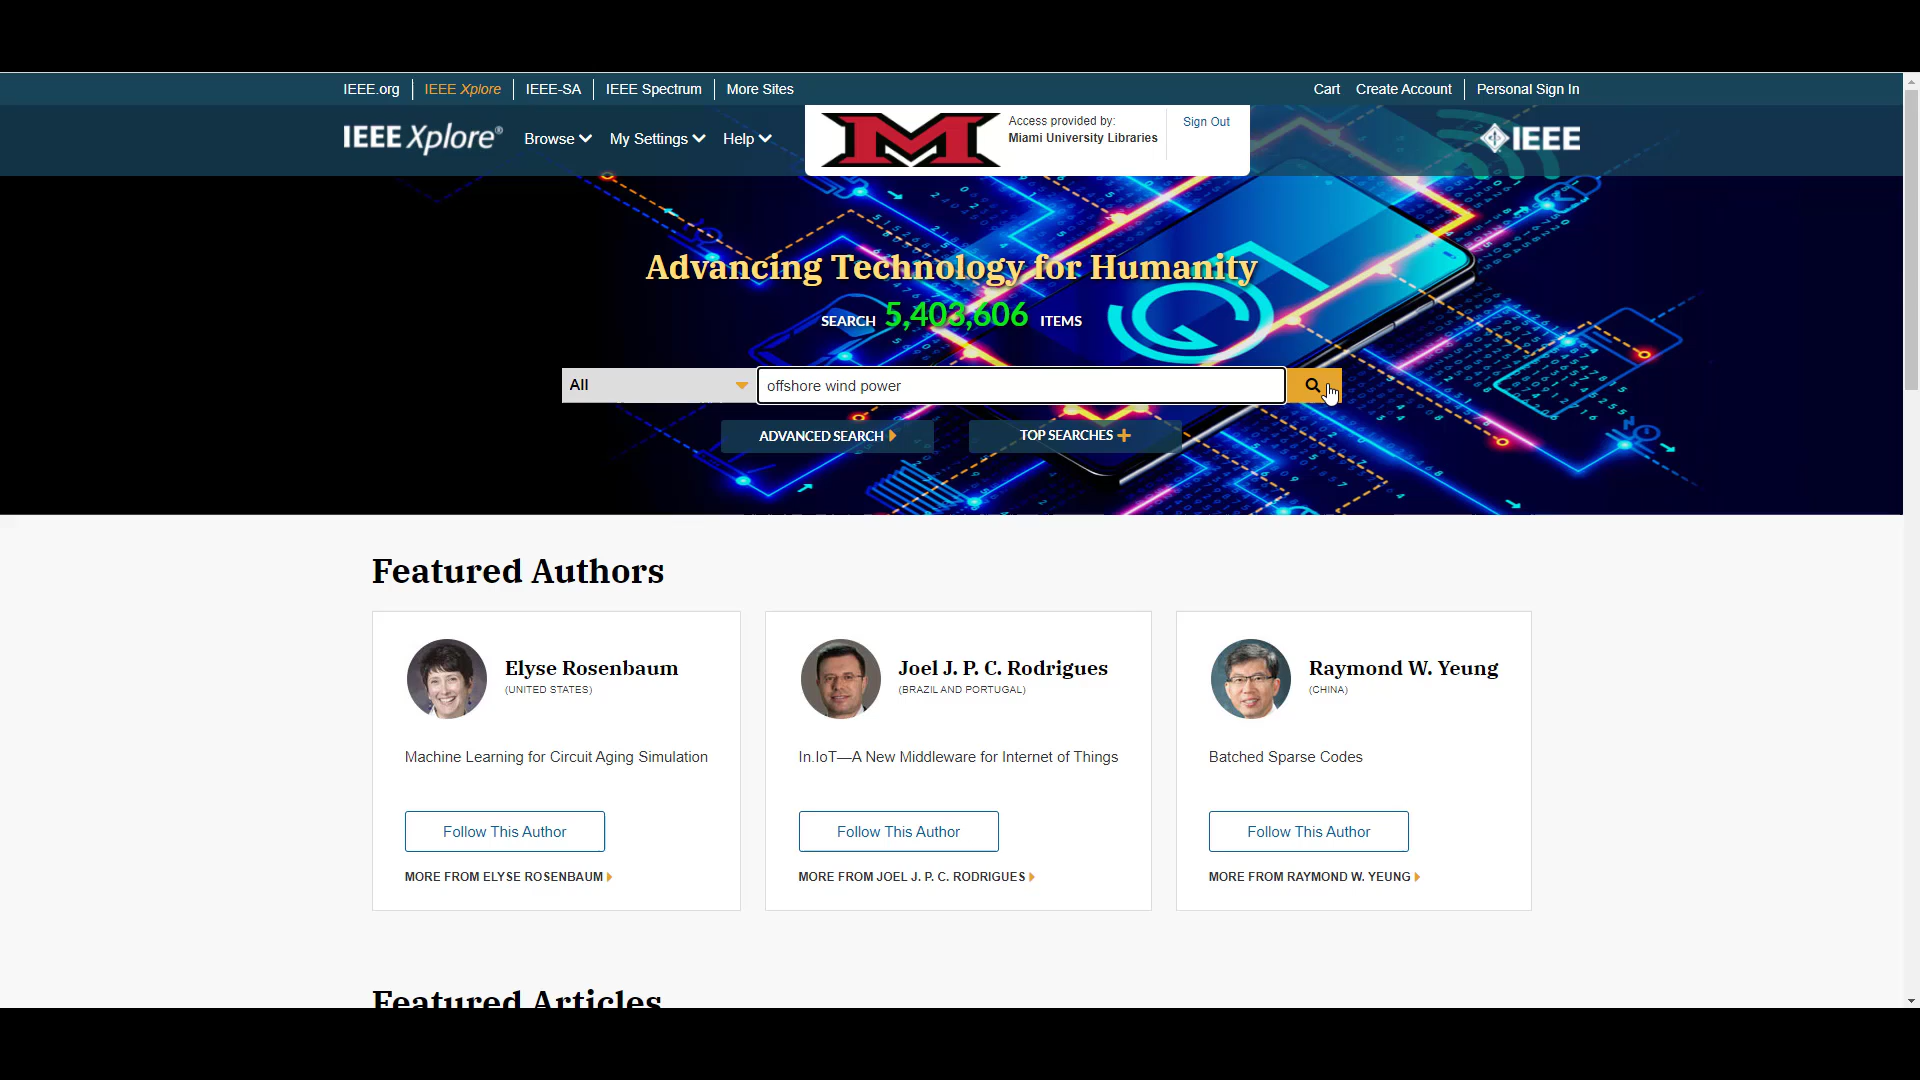 IEEE.org IEEE Xplore IEEE-SA IEEE Spectrum More Sites Cart Create Account Personal Sign In
IEEE Xplore® Browse My Settings Help
Access provided by:
Miami University Libraries
Sign Out
IEEE
Advancing Technology for Humanity
SEARCH 5,403,606 ITEMS
All offshore wind power
ADVANCED SEARCH TOP SEARCHES
Featured Authors
Elyse Rosenbaum
(UNITED STATES)
Machine Learning for Circuit Aging Simulation
Follow This Author
MORE FROM ELYSE ROSENBAUM
Joel J. P. C. Rodrigues
(BRAZIL AND PORTUGAL)
In.IoT—A New Middleware for Internet of Things
Follow This Author
MORE FROM JOEL J. P. C. RODRIGUES
Raymond W. Yeung
(CHINA)
Batched Sparse Codes
Follow This Author
MORE FROM RAYMOND W. YEUNG
Featured Articles